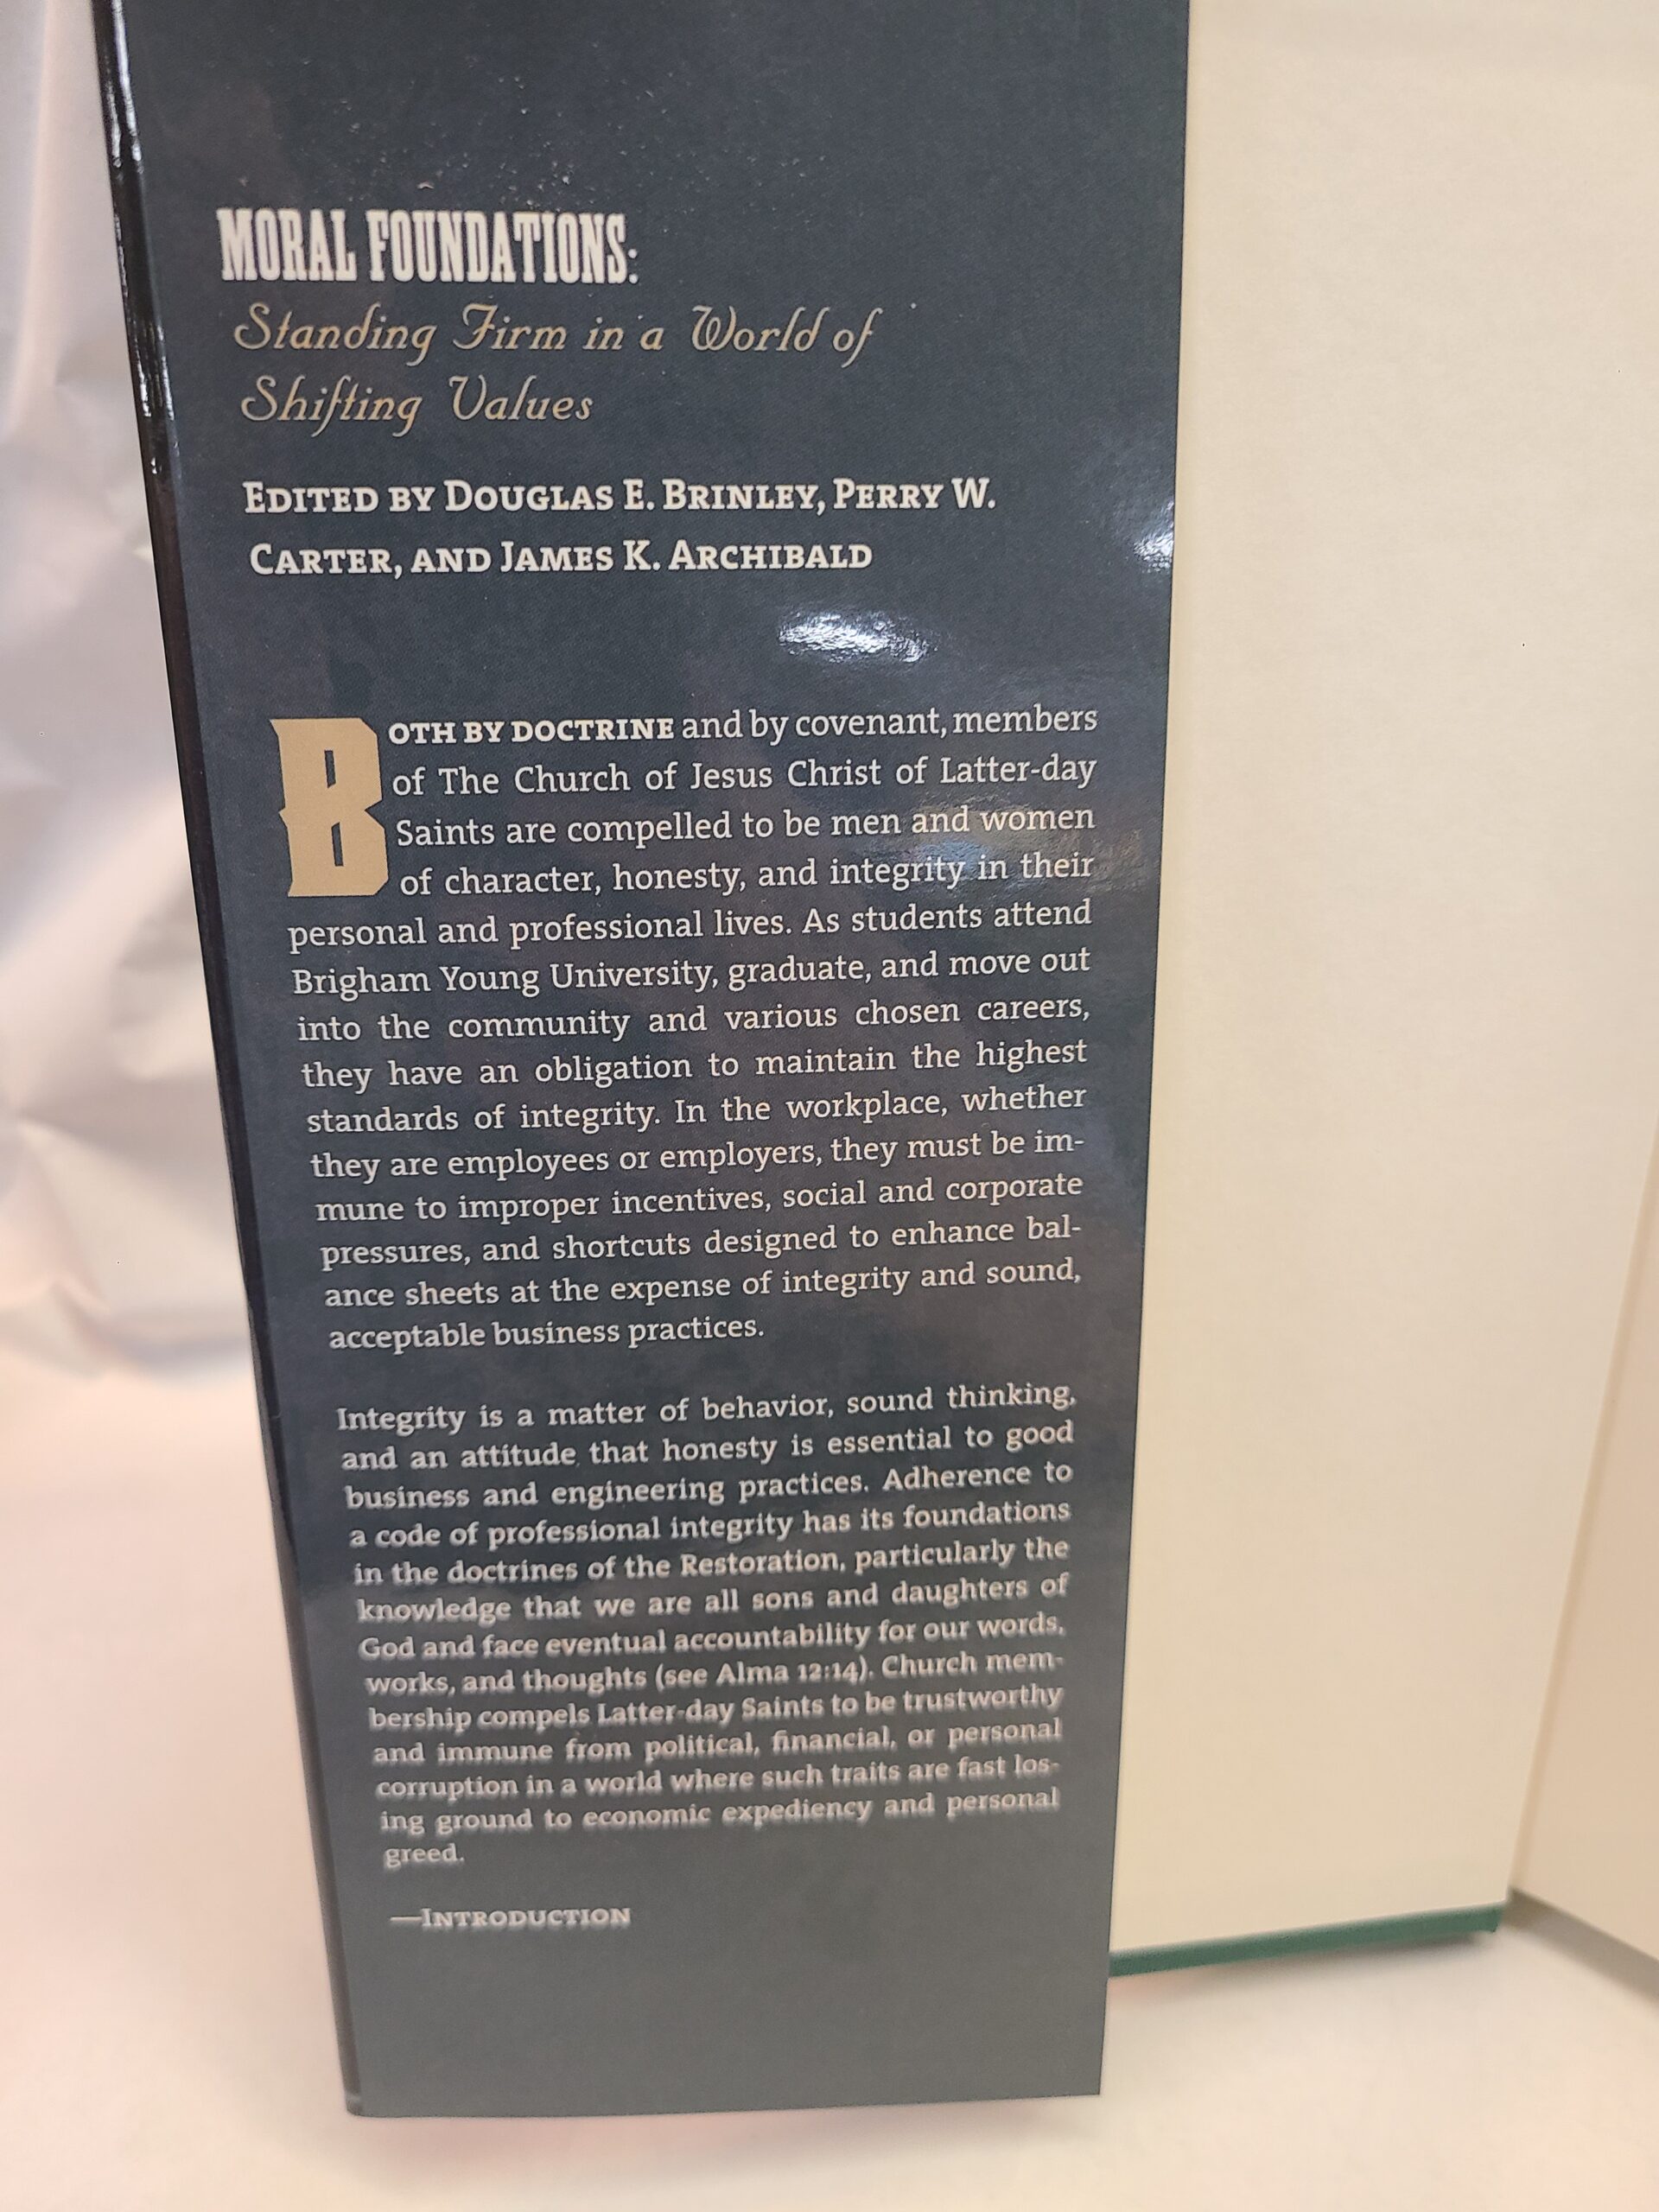 MORAL FOUNDATIONS:
Standing Firm in a World of
Shifting Values
EDITED BY DOUGLAS E. BRINLEY, PERRY W.
CARTER, AND JAMES K. ARCHIBALD
BOTH BY DOCTRINE and by covenant, members
of The Church of Jesus Christ of Latter-day
Saints are compelled to be men and women
of character, honesty, and integrity in their
personal and professional lives. As students attend
Brigham Young University, graduate, and move out
into the community and various chosen careers,
they have an obligation to maintain the highest
standards of integrity. In the workplace, whether
they are employees or employers, they must be im-
mune to improper incentives, social and corporate
pressures, and shortcuts designed to enhance bal-
ance sheets at the expense of integrity and sound,
acceptable business practices.
Integrity is a matter of behavior, sound thinking,
and an attitude that honesty is essential to good
business and engineering practices. Adherence to
a code of professional integrity has its foundations
in the doctrines of the Restoration, particularly the
knowledge that we are all sons and daughters of
God and face eventual accountability for our words,
works, and thoughts (see Alma 12:14). Church mem-
bership compels Latter-day Saints to be trustworthy
and immune from political, financial, or personal
corruption in a world where such traits are fast los-
ing ground to economic expediency and personal
greed.
—INTRODUCTION